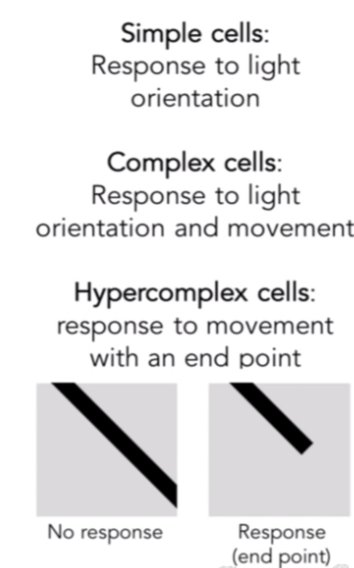 Simple cells:
Response to light
orientation
Complex cells:
Response to light
orientation and movement
Hypercomplex cells:
response to movement
with an end point
No response
Response
(end point)